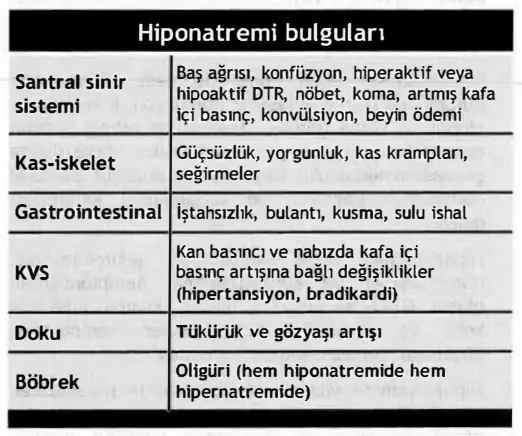 Hiponatremi bulguları
Santral sinir sistemi
Baş ağrısı, konfüzyon, hiperaktif veya
hipoaktif DTR, nöbet, koma, artmış kafa
içi basınç, konvülsiyon, beyin ödemi
Kas-iskelet
Güçsüzlük, yorgunluk, kas krampları,
seğirmeler
Gastrointestinal
İştahsızlık, bulantı, kusma, sulu ishal
KVS
Kan basıncı ve nabızda kafa içi
basınç artışına bağlı değişiklikler
(hipertansiyon, bradikardi)
Doku
Tükürük ve gözyaşı artışı
Böbrek
Oligüri (hem hiponatremide hem
hipernatremide)